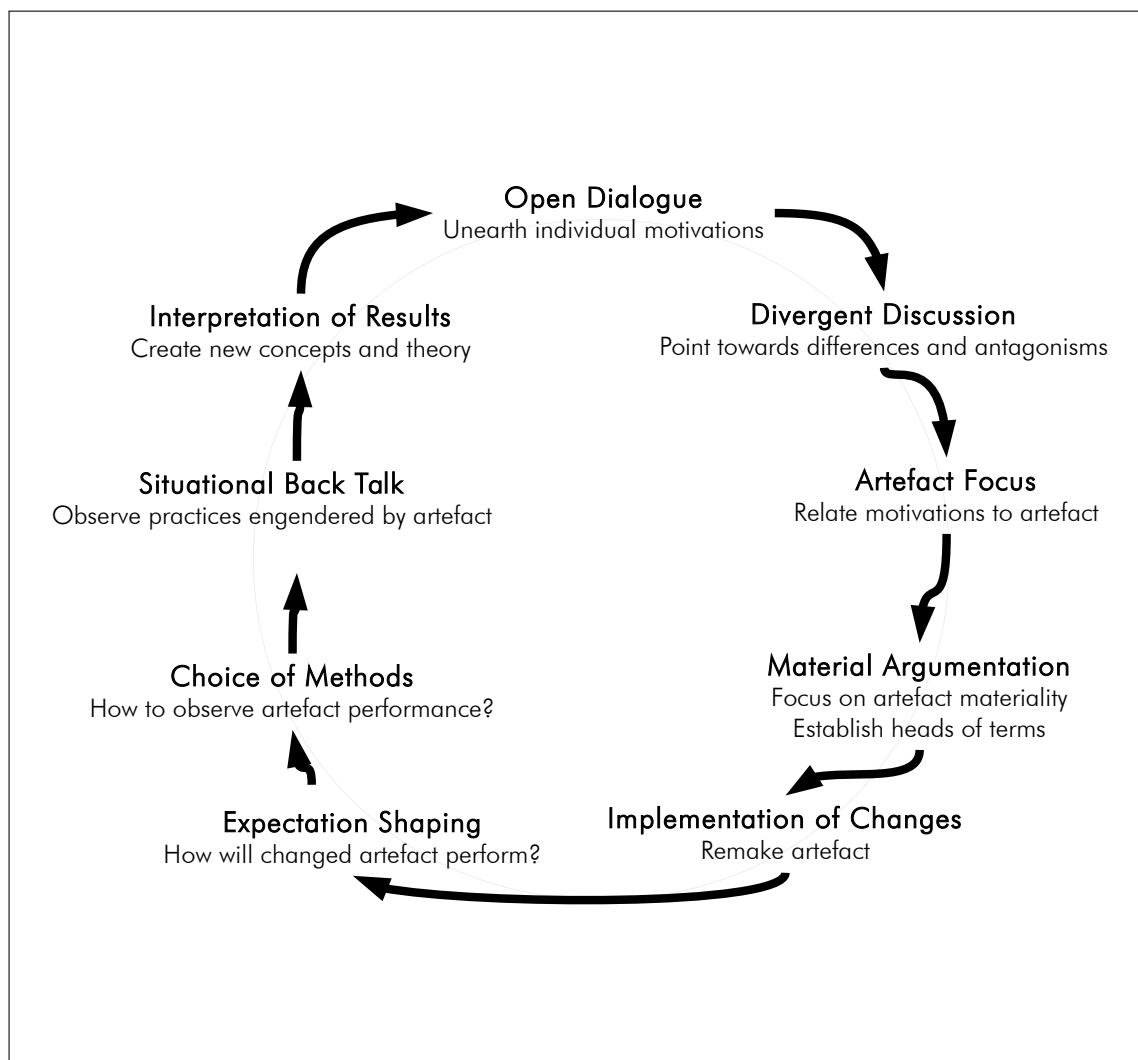 Open Dialogue
Unearth individual motivations
Divergent Discussion
Point towards differences and antagonisms
Artefact Focus
Relate motivations to artefact
Material Argumentation
Focus on artefact materiality
Establish heads of terms
Implementation of Changes
Remake artefact
Expectation Shaping
How will changed artefact perform?
Choice of Methods
How to observe artefact performance?
Situational Back Talk
Observe practices engendered by artefact
Interpretation of Results
Create new concepts and theory